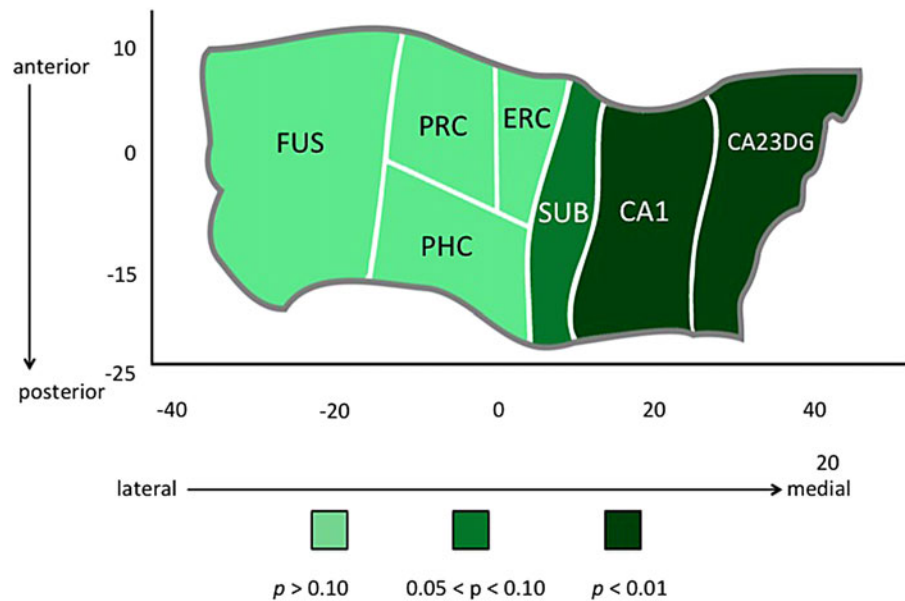 10
anterior
PRC
ERC
FUS
0
CA23DG
SUB
CA1
PHC
-15
-25
posterior
-40
-20
0
20
40
20
lateral
medial
p > 0.10
0.05 < p < 0.10
p < 0.01